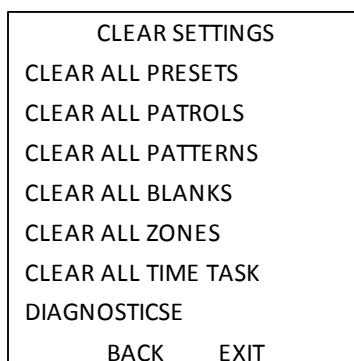 CLEAR SETTINGS
CLEAR ALL PRESETS
CLEAR ALL PATROLS
CLEAR ALL PATTERNS
CLEAR ALL BLANKS
CLEAR ALL ZONES
CLEAR ALL TIME TASK
DIAGNOSTICSE
BACK EXIT